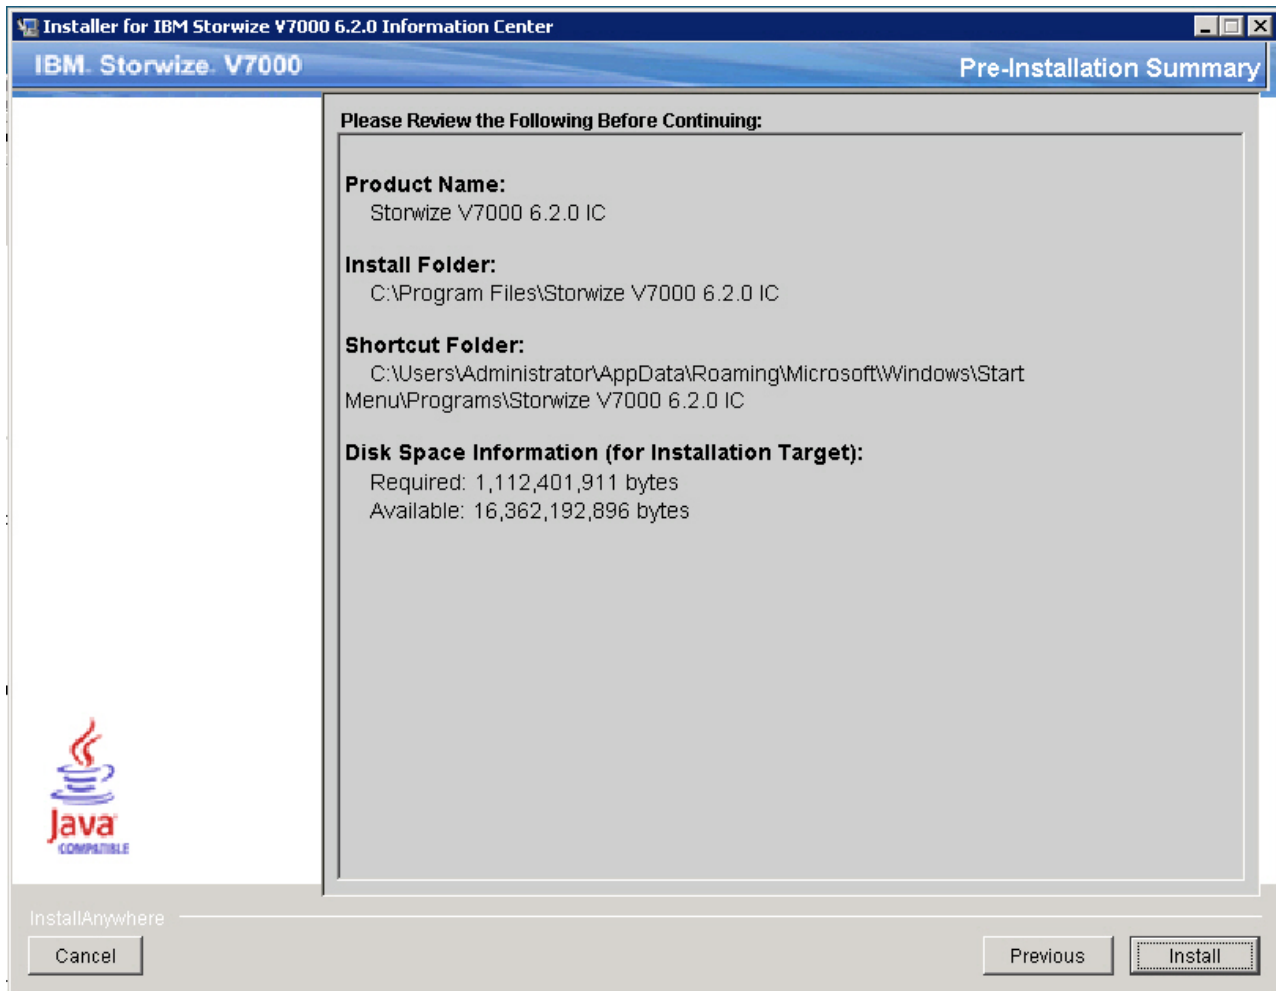 Installer for IBM Storwize V7000 6.2.0 Information Center
IBM. Storwize. V7000
Pre-Installation Summary
Please Review the Following Before Continuing:
Product Name:
Storwize V7000 6.2.0 IC
Install Folder:
C:\Program Files\Storwize V7000 6.2.0 IC
Shortcut Folder:
C:\Users\Administrator\AppData\Roaming\Microsoft\Windows\Start
Menu\Programs\Storwize V7000 6.2.0 IC
Disk Space Information (for Installation Target):
Required: 1,112,401,911 bytes
Available: 16,362,192,896 bytes
Java
COMPATIBLE
InstallAnywhere
Cancel
Previous
Install